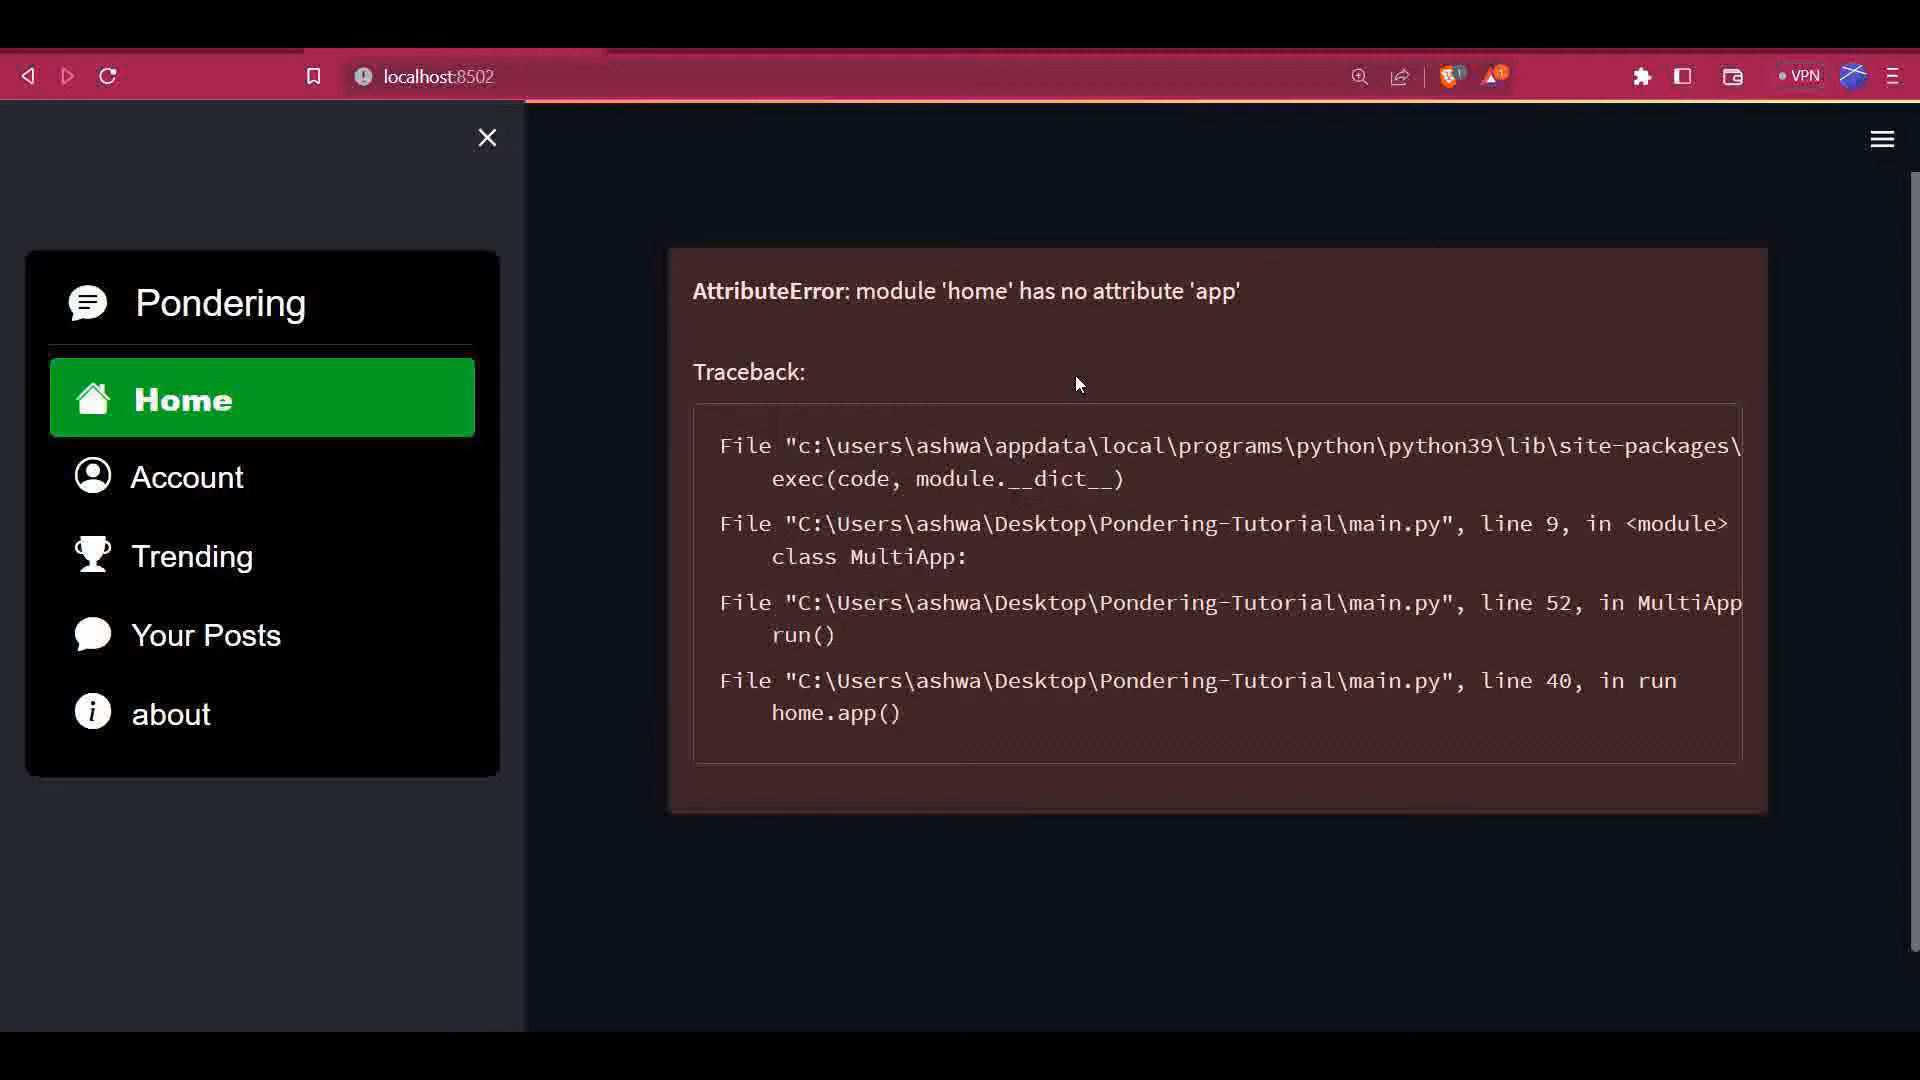 localhost:8502
VPN
Pondering
Home
Account
Trending
Your Posts
about
AttributeError: module 'home' has no attribute 'app'
Traceback:
File "c:\users\ashwa\appdata\local\programs\python\python39\lib\site-packages\
exec(code, module.__dict__)
File "C:\Users\ashwa\Desktop\Pondering-Tutorial\main.py", line 9, in <module>
class MultiApp:
File "C:\Users\ashwa\Desktop\Pondering-Tutorial\main.py", line 52, in MultiApp
run()
File "C:\Users\ashwa\Desktop\Pondering-Tutorial\main.py", line 40, in run
home.app()